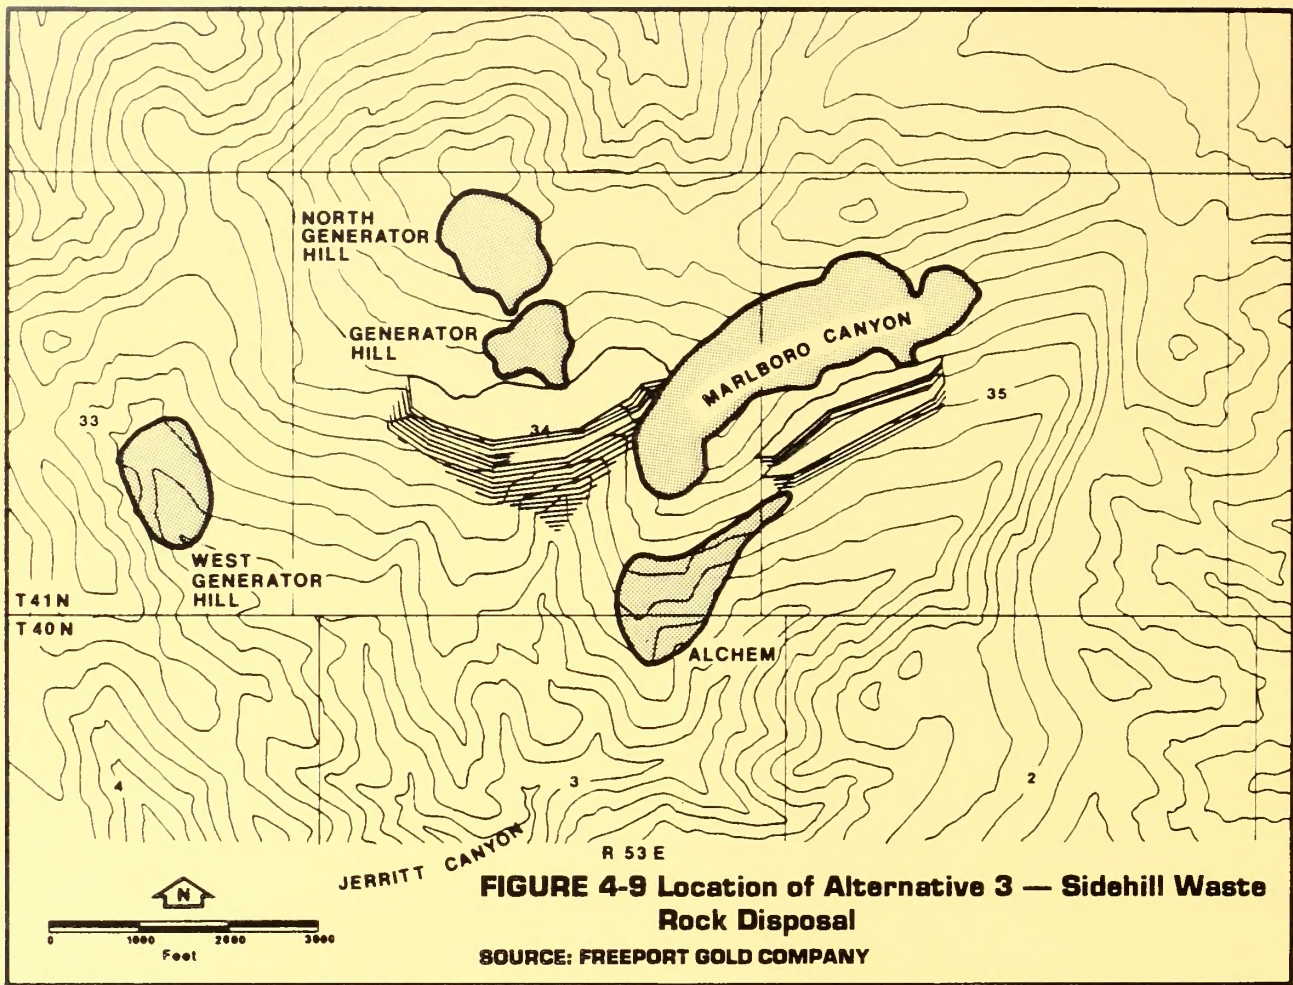 NORTH
GENERATOR
HILL
GENERATOR
HILL
MARLBORO CANYON
33
34
35
WEST
GENERATOR
HILL
T 41 N
T 40 N
ALCHEM
4
3
2
JERRITT CANYON
R 53 E
N
0 1000 2000 3000
Feet
FIGURE 4-9 Location of Alternative 3 — Sidehill Waste
Rock Disposal
SOURCE: FREEPORT GOLD COMPANY